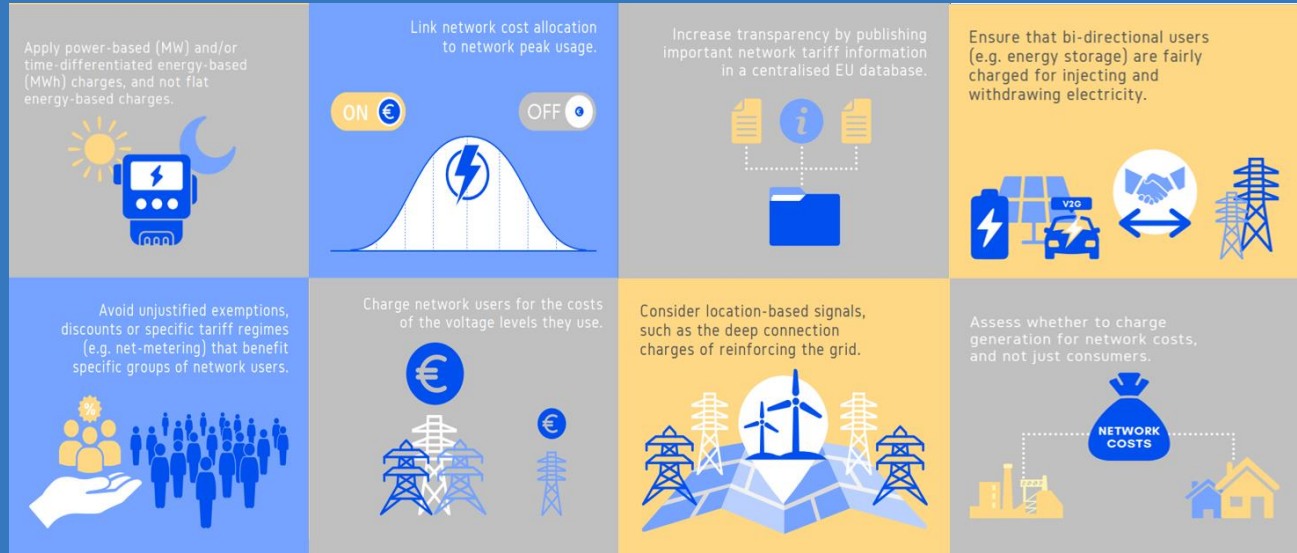 Apply power-based (MW) and/or
time-differentiated energy-based
(MWh) charges, and not flat
energy-based charges.
Link network cost allocation
to network peak usage.
ON €
OFF €
Increase transparency by publishing
important network tariff information
in a centralised EU database.
i
Ensure that bi-directional users
(e.g. energy storage) are fairly
charged for injecting and
withdrawing electricity.
V2G
Avoid unjustified exemptions,
discounts or specific tariff regimes
(e.g. net-metering) that benefit
specific groups of network users.
%
Charge network users for the costs
of the voltage levels they use.
€
€
Consider location-based signals,
such as the deep connection
charges of reinforcing the grid.
Assess whether to charge
generation for network costs,
and not just consumers.
NETWORK
COSTS